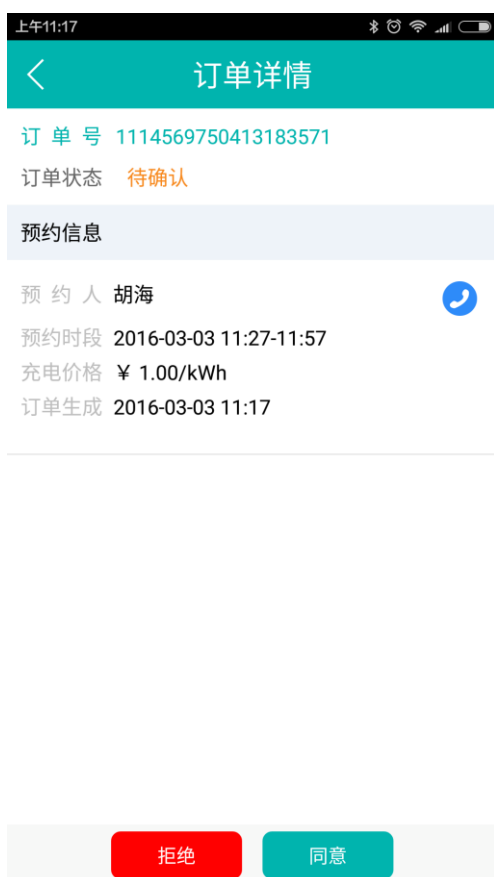 上午11:17
订单详情
订 单 号 1114569750413183571
订单状态 待确认
预约信息
预 约 人 胡海
预约时段 2016-03-03 11:27-11:57
充电价格 ¥ 1.00/kWh
订单生成 2016-03-03 11:17
拒绝 同意